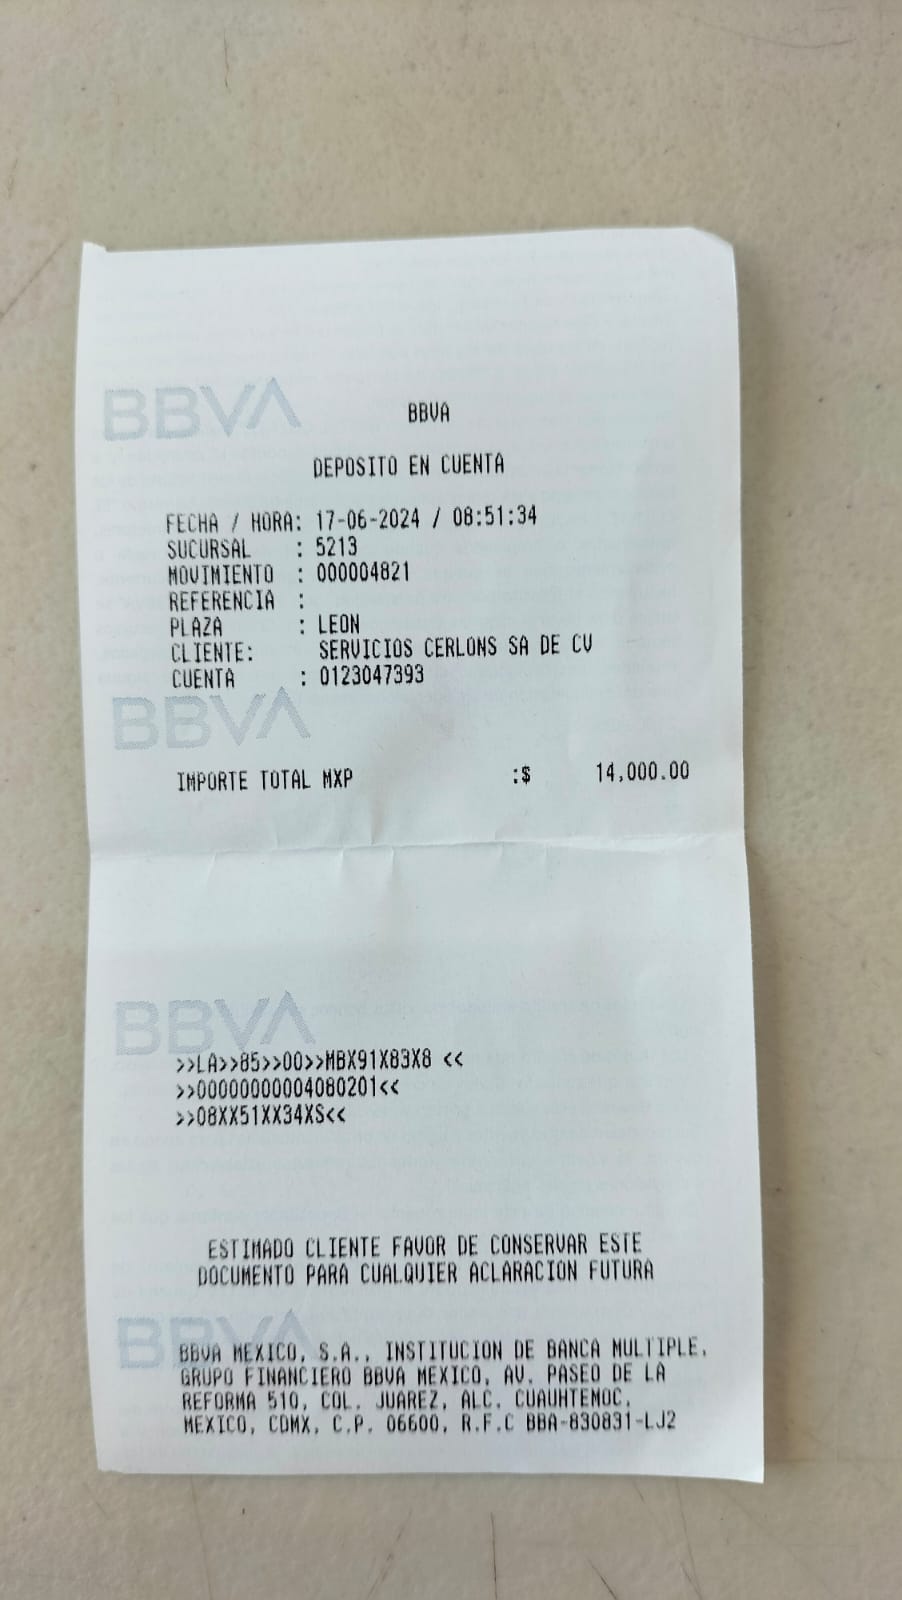 BBVA
BBVA
DEPOSITO EN CUENTA
FECHA / HORA: 17-06-2024 / 08:51:34
SUCURSAL : 5213
MOVIMIENTO : 000004821
REFERENCIA :
PLAZA : LEON
CLIENTE: SERVICIOS CERLONS SA DE CV
CUENTA : 0123047393
BBVA
IMPORTE TOTAL MXP :$ 14,000.00
BBVA
>>LA>>85>>00>>MBX91X83X8 <<
>>00000000004080201<<
>>08XX51XX34XS<<
ESTIMADO CLIENTE FAVOR DE CONSERVAR ESTE
DOCUMENTO PARA CUALQUIER ACLARACION FUTURA
BBVA
BBVA MEXICO, S.A., INSTITUCION DE BANCA MULTIPLE,
GRUPO FINANCIERO BBVA MEXICO, AV. PASEO DE LA
REFORMA 510, COL. JUAREZ, ALC. CUAUHTEMOC,
MEXICO, CDMX, C.P. 06600, R.F.C BBA-830831-LJ2